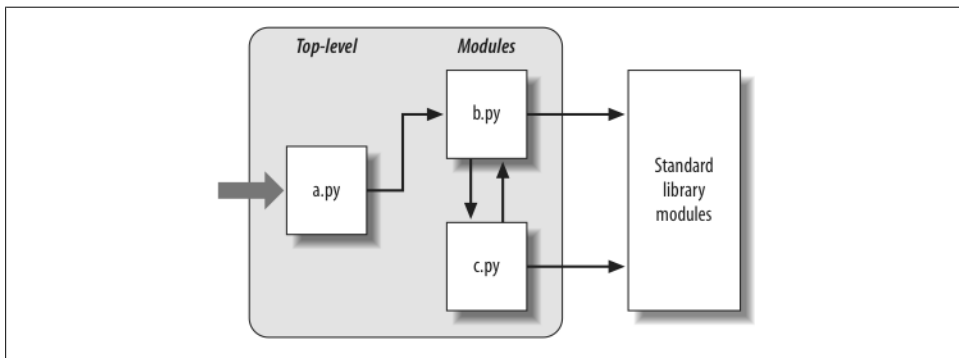 Top-level
Modules
b.py
a.py
c.py
Standard
library
modules